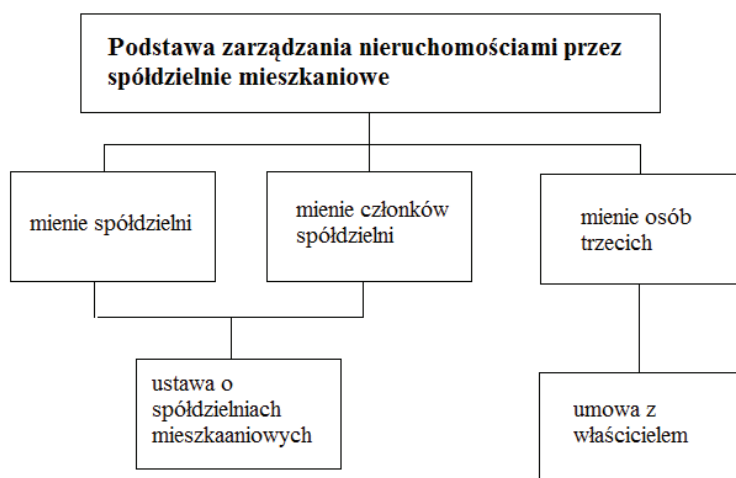 Podstawa zarządzania nieruchomościami przez
spółdzielnie mieszkaniowe
mienie spółdzielni
mienie członków
spółdzielni
mienie osób
trzecich
ustawa o
spółdzielniach
mieszkaaniowych
umowa z
właścicielem